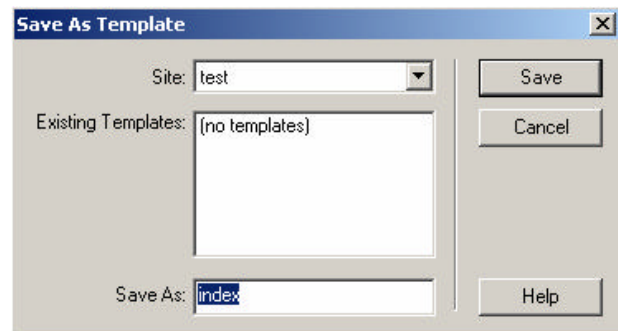 Save As Template
Site: test
Save
Existing Templates: (no templates)
Cancel
Save As: index
Help